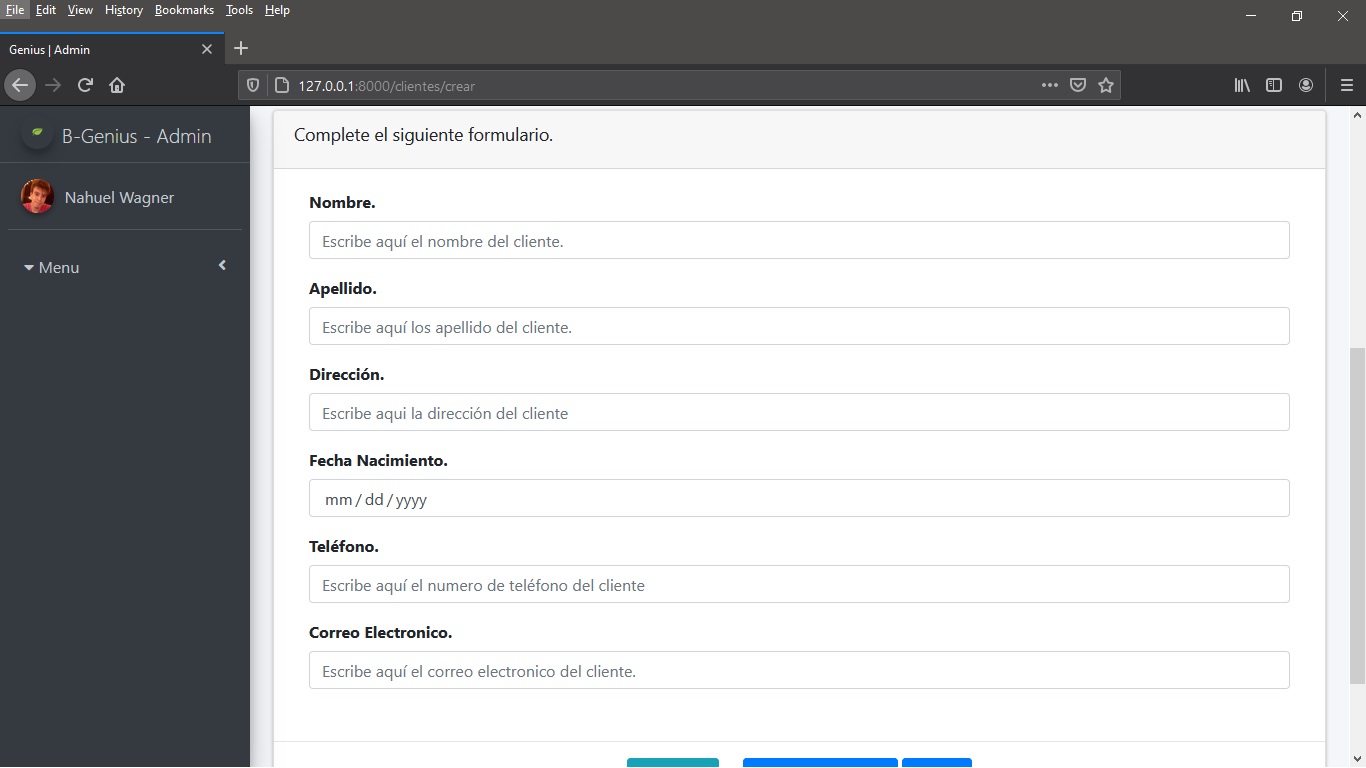 File Edit View History Bookmarks Tools Help
Genius | Admin
127.0.0.1:8000/clientes/crear
B-Genius - Admin
Nahuel Wagner
Menu
Complete el siguiente formulario.
Nombre.
Escribe aquí el nombre del cliente.
Apellido.
Escribe aquí los apellido del cliente.
Dirección.
Escribe aqui la dirección del cliente
Fecha Nacimiento.
mm / dd / yyyy
Teléfono.
Escribe aquí el numero de teléfono del cliente
Correo Electronico.
Escribe aquí el correo electronico del cliente.